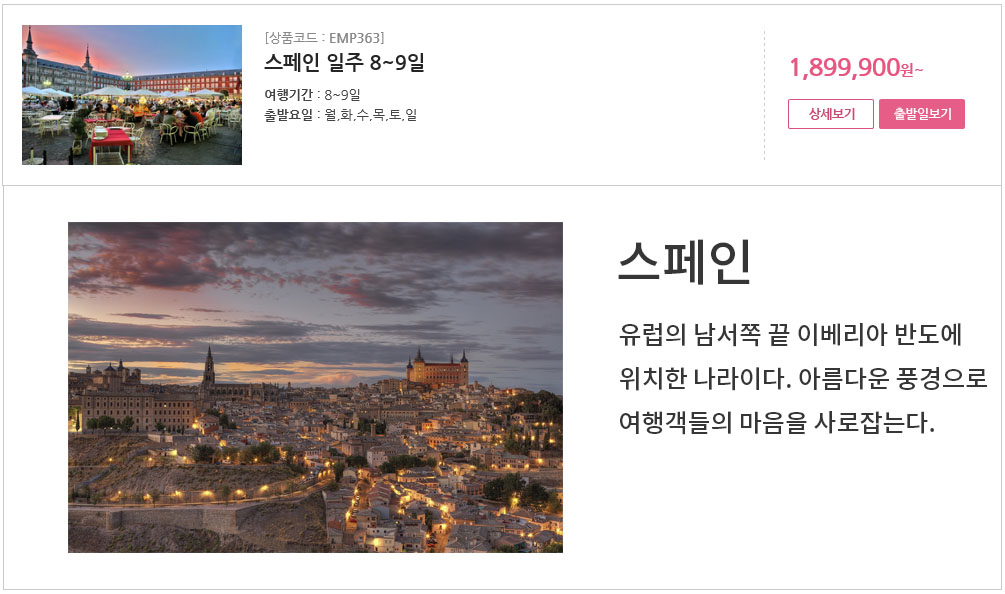 [상품코드 : EMP363]
스페인 일주 8~9일
여행기간 : 8~9일
출발요일 : 월,화,수,목,토,일
1,899,900원~
상세보기 출발일보기
스페인
유럽의 남서쪽 끝 이베리아 반도에
위치한 나라이다. 아름다운 풍경으로
여행객들의 마음을 사로잡는다.